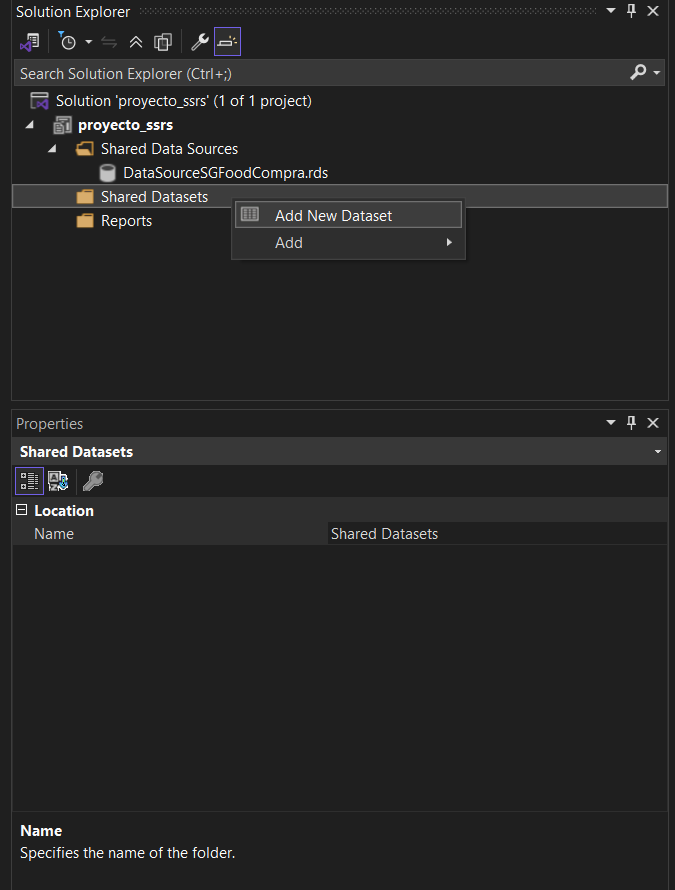 Solution Explorer
Search Solution Explorer (Ctrl+;)
Solution 'proyecto_ssrs' (1 of 1 project)
proyecto_ssrs
Shared Data Sources
DataSourceSGFoodCompra.rds
Shared Datasets
Add New Dataset
Reports
Add
Properties
Shared Datasets
Location
Name Shared Datasets
Name
Specifies the name of the folder.